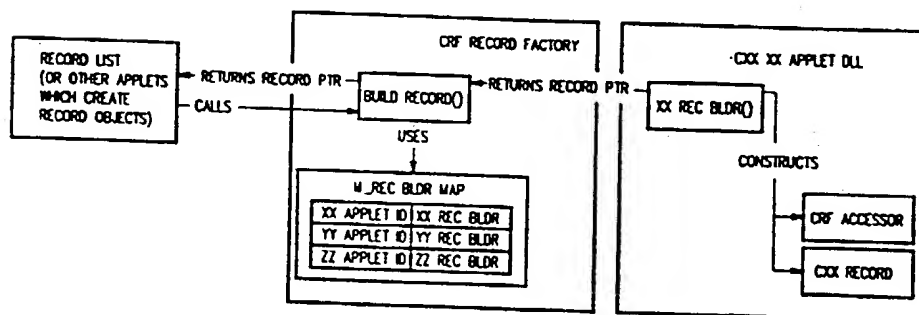 RECORD LIST
(OR OTHER APPLETS
WHICH CREATE
RECORD OBJECTS)
RETURNS RECORD PTR
CALLS
CRF RECORD FACTORY
BUILD RECORD()
USES
M_REC BLDR MAP
XX APPLET ID XX REC BLDR
YY APPLET ID YY REC BLDR
ZZ APPLET ID ZZ REC BLDR
RETURNS RECORD PTR
CXX XX APPLET DLL
XX REC BLDR()
CONSTRUCTS
CRF ACCESSOR
CXX RECORD